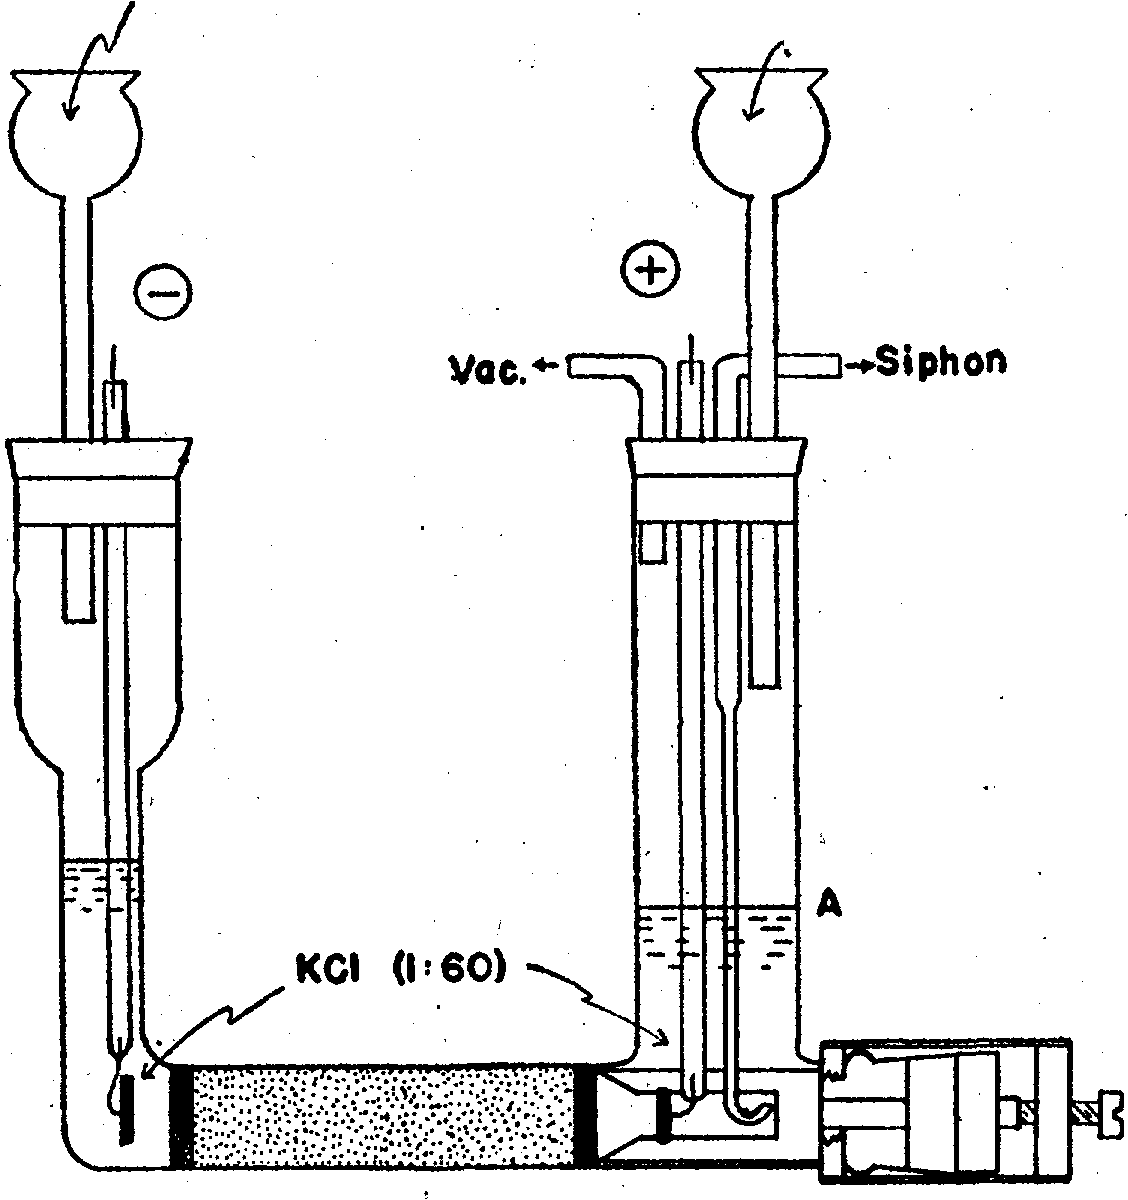 −
+
Vac.
Siphon
A
KCl (1:60)